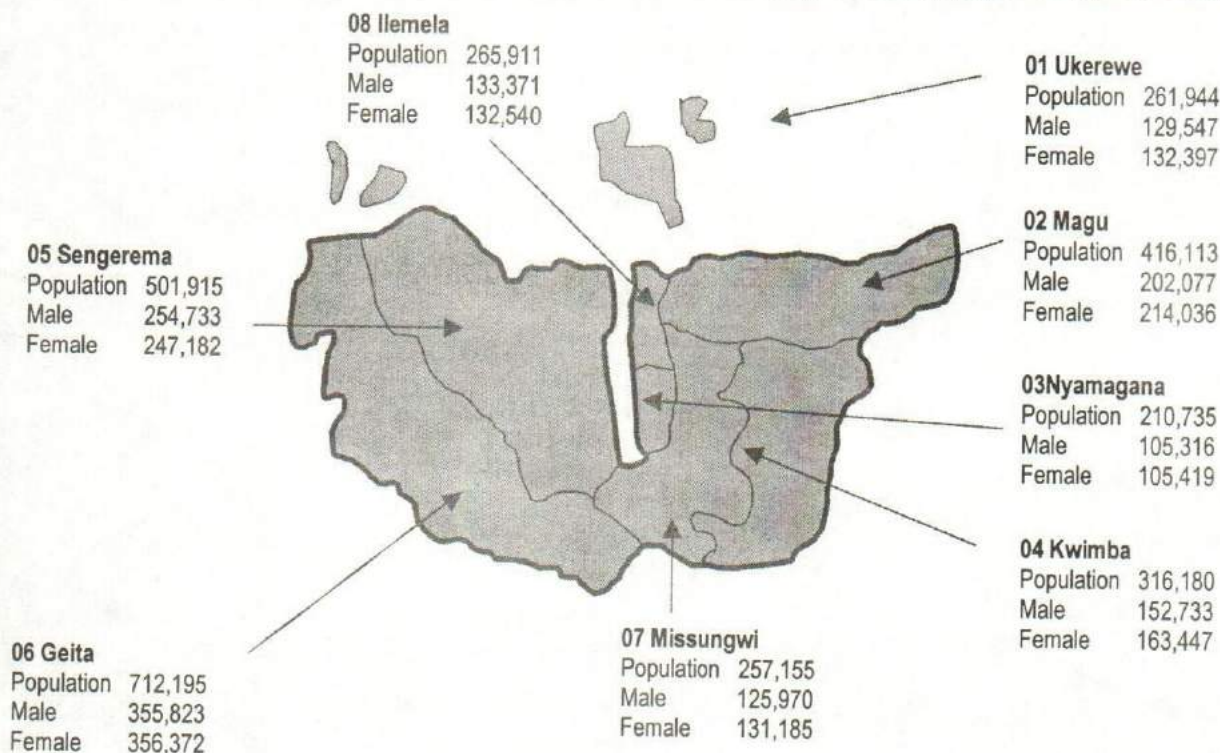 08 Ilemela
Population 265,911
Male 133,371
Female 132,540
01 Ukerewe
Population 261,944
Male 129,547
Female 132,397
02 Magu
Population 416,113
Male 202,077
Female 214,036
05 Sengerema
Population 501,915
Male 254,733
Female 247,182
03Nyamagana
Population 210,735
Male 105,316
Female 105,419
04 Kwimba
Population 316,180
Male 152,733
Female 163,447
06 Geita
Population 712,195
Male 355,823
Female 356,372
07 Missungwi
Population 257,155
Male 125,970
Female 131,185